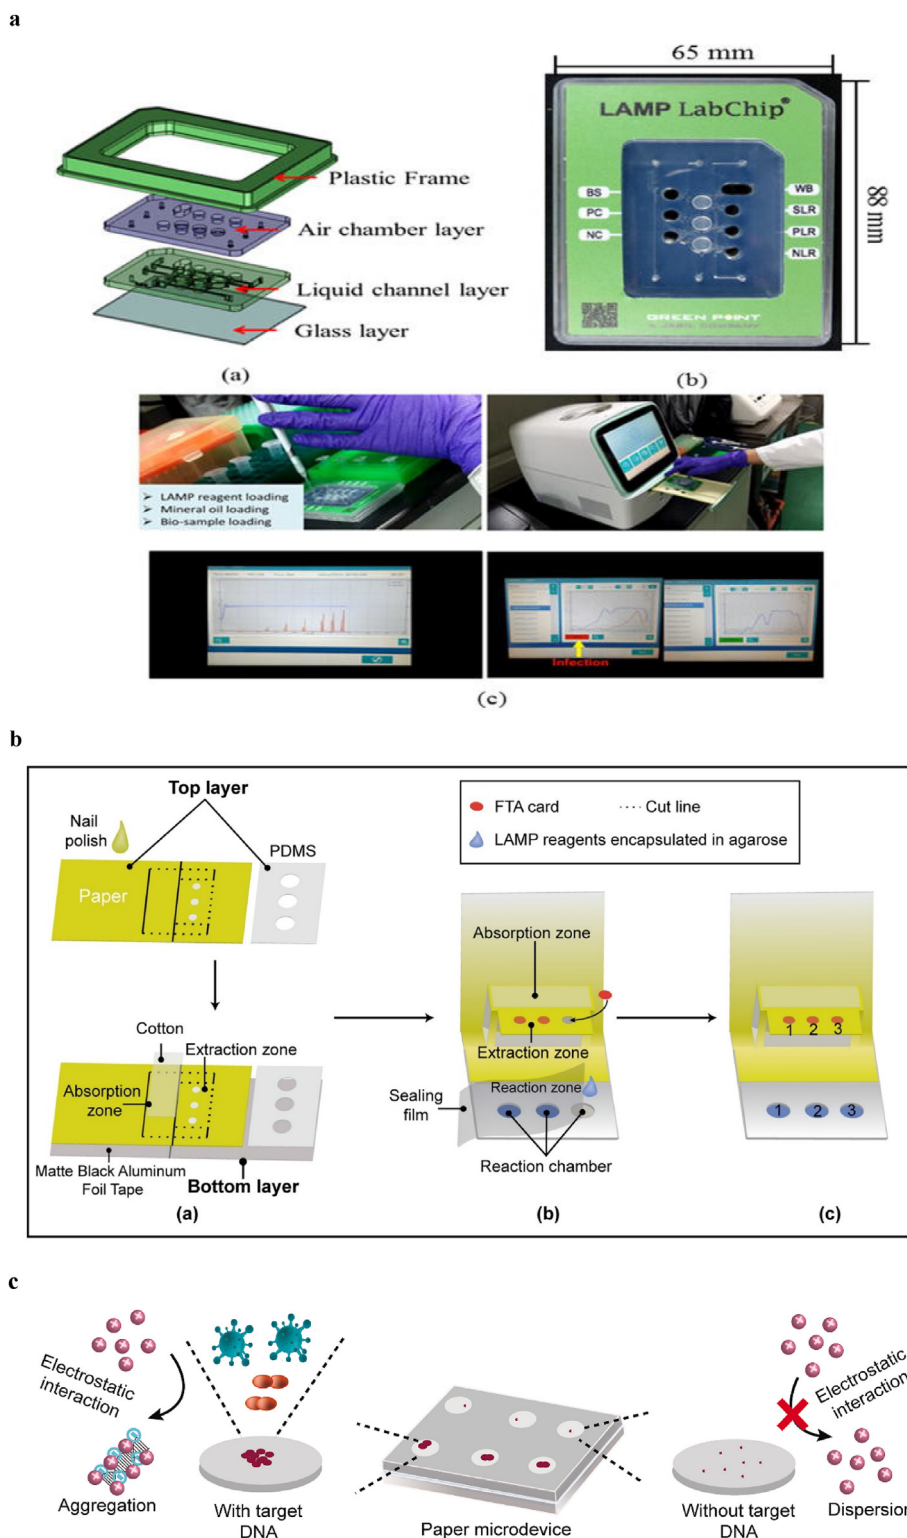 a
65 mm
LAMP LabChip®
88 mm
Plastic Frame
Air chamber layer
Liquid channel layer
Glass layer
BS
PC
NC
WB
SLR
PLR
NLR
GREEN POINT
A JABIL COMPANY
(a)
(b)
➢ LAMP reagent loading
➢ Mineral oil loading
➢ Bio-sample loading
infection
(c)
b
Top layer
Nail
polish
PDMS
Paper
FTA card
Cut line
LAMP reagents encapsulated in agarose
Absorption zone
Extraction zone
Cotton
Extraction zone
Absorption
zone
Matte Black Aluminum
Foil Tape
Bottom layer
Sealing
film
Reaction zone
Reaction chamber
1 2 3
1 2 3
(a)
(b)
(c)
c
Electrostatic
interaction
Aggregation
With target
DNA
Paper microdevice
Without target
DNA
Electrostatic
interaction
Dispersion